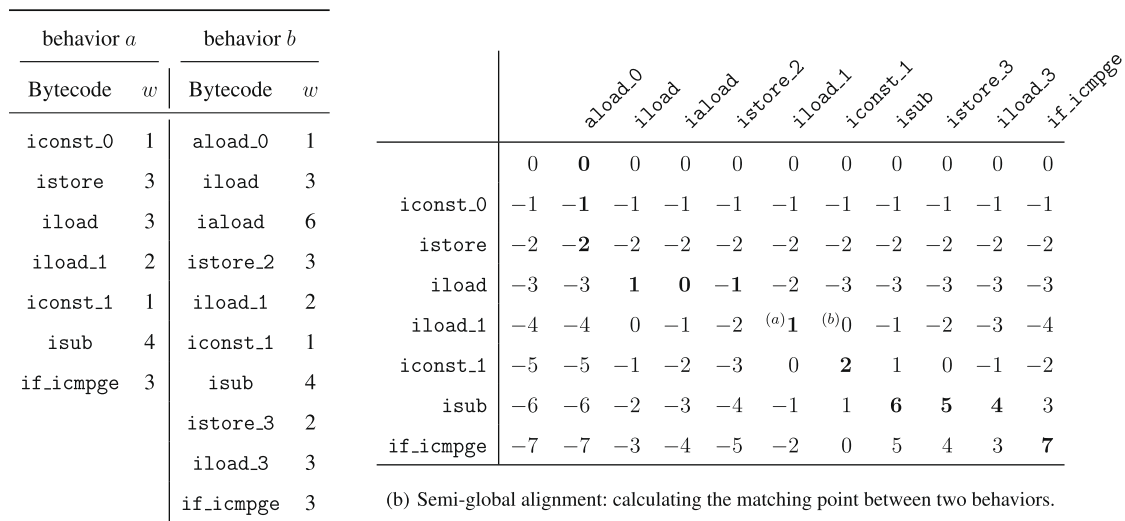 behavior a behavior b
Bytecode w Bytecode w
iconst_0 1 aload_0 1
istore 3 iload 3
iload 3 iaload 6
iload_1 2 istore_2 3
iconst_1 1 iload_1 2
isub 4 iconst_1 1
if_icmpge 3 isub 4
istore_3 2
iload_3 3
if_icmpge 3
aload_0 iload iaload istore_2 iload_1 iconst_1 isub istore_3 iload_3 if_icmpge
0 0 0 0 0 0 0 0 0 0 0
iconst_0 −1 −1 −1 −1 −1 −1 −1 −1 −1 −1 −1
istore −2 −2 −2 −2 −2 −2 −2 −2 −2 −2 −2
iload −3 −3 1 0 −1 −2 −3 −3 −3 −3 −3
iload_1 −4 −4 0 −1 −2 (a)1 (b)0 −1 −2 −3 −4
iconst_1 −5 −5 −1 −2 −3 0 2 1 0 −1 −2
isub −6 −6 −2 −3 −4 −1 1 6 5 4 3
if_icmpge −7 −7 −3 −4 −5 −2 0 5 4 3 7
(b) Semi-global alignment: calculating the matching point between two behaviors.